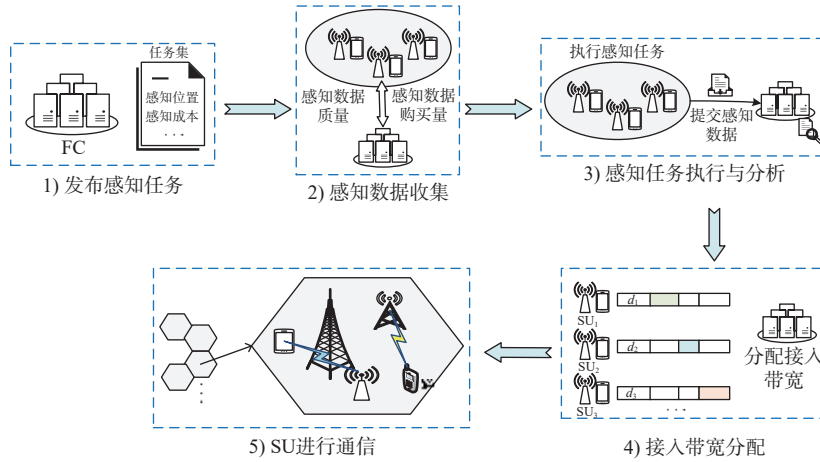 任务集
感知位置
感知成本
···
FC
1) 发布感知任务
感知数据
质量
感知数据
购买量
2) 感知数据收集
执行感知任务
提交感知
数据
3) 感知任务执行与分析
SU1
d1
SU2
d2
SU3
d3
···
分配接入
带宽
4) 接入带宽分配
5) SU进行通信